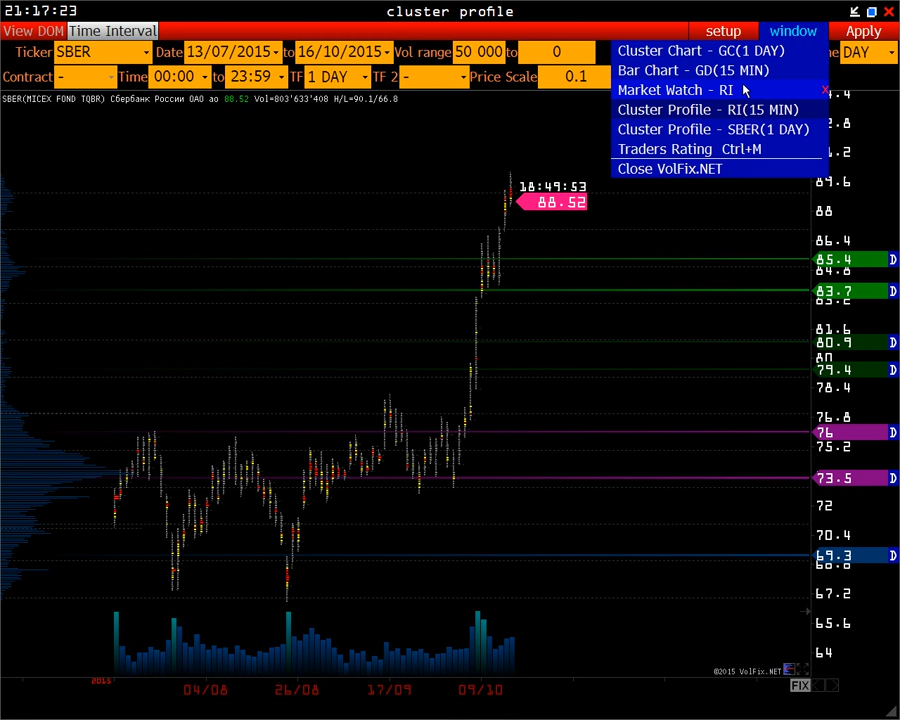 21:17:23 cluster profile
View DOM Time Interval setup window Apply
Ticker SBER Date 13/07/2015 to 16/10/2015 Vol range 50 000 to 0 DAY
Contract - Time 00:00 to 23:59 TF 1 DAY TF 2 - Price Scale 0.1
Cluster Chart - GC(1 DAY)
Bar Chart - GD(15 MIN)
Market Watch - RI x
Cluster Profile - RI(15 MIN)
Cluster Profile - SBER(1 DAY)
Traders Rating Ctrl+M
Close VolFix.NET
SBER(MICEX FOND TQBR) Сбербанк России ОАО ао 88.52 Vol=803'633'408 H/L=90.1/66.8
89.6
18:49:53
88.52
88
86.4
85.4 D
84.8
83.7 D
83.2
81.6
80.9 D
80
79.4 D
78.4
76.8
76 D
75.2
73.5 D
72
70.4
69.3 D
68.8
67.2
65.6
64
©2015 VolFix.NET
2015
04/08 26/08 17/09 09/10
FIX